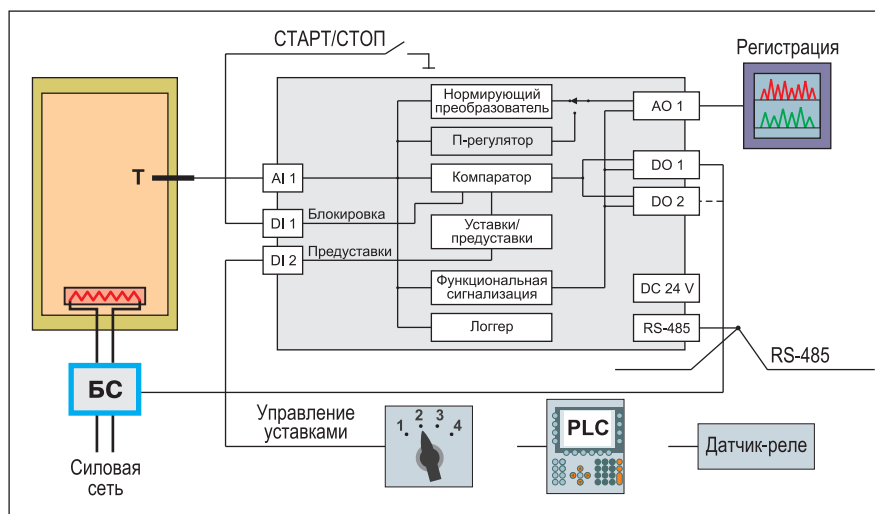 СТАРТ/СТОП
Регистрация
Нормирующий
преобразователь
AO 1
П-регулятор
T
AI 1
Компаратор
DO 1
DO 2
DI 1
Блокировка
Уставки/
предуставки
DI 2
Предуставки
Функциональная
сигнализация
DC 24 V
Логгер
RS-485
RS-485
БС
Управление
уставками
1 2 3 4
PLC
Датчик-реле
Силовая
сеть